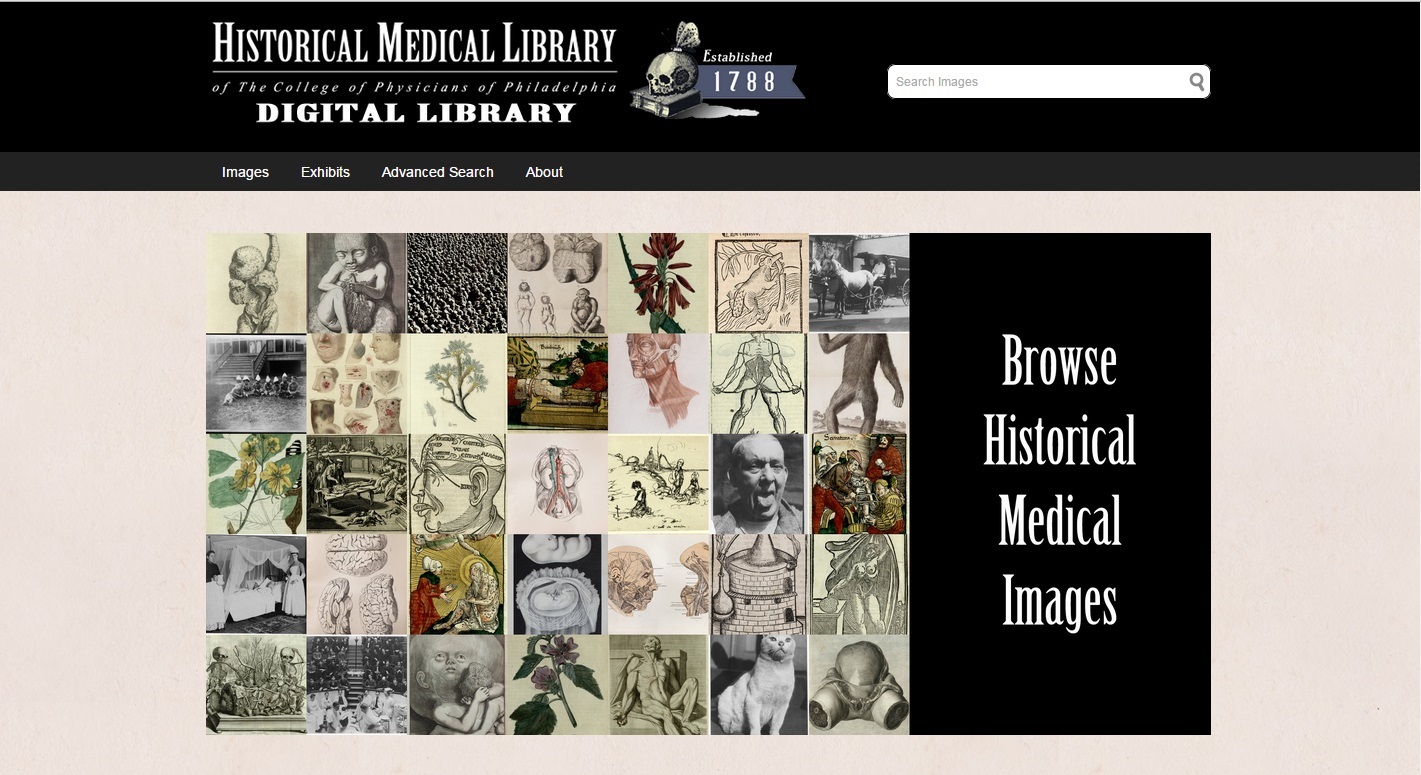 HISTORICAL MEDICAL LIBRARY
of The College of Physicians of Philadelphia
DIGITAL LIBRARY
Established
1788
Search Images
Images Exhibits Advanced Search About
Browse
Historical
Medical
Images